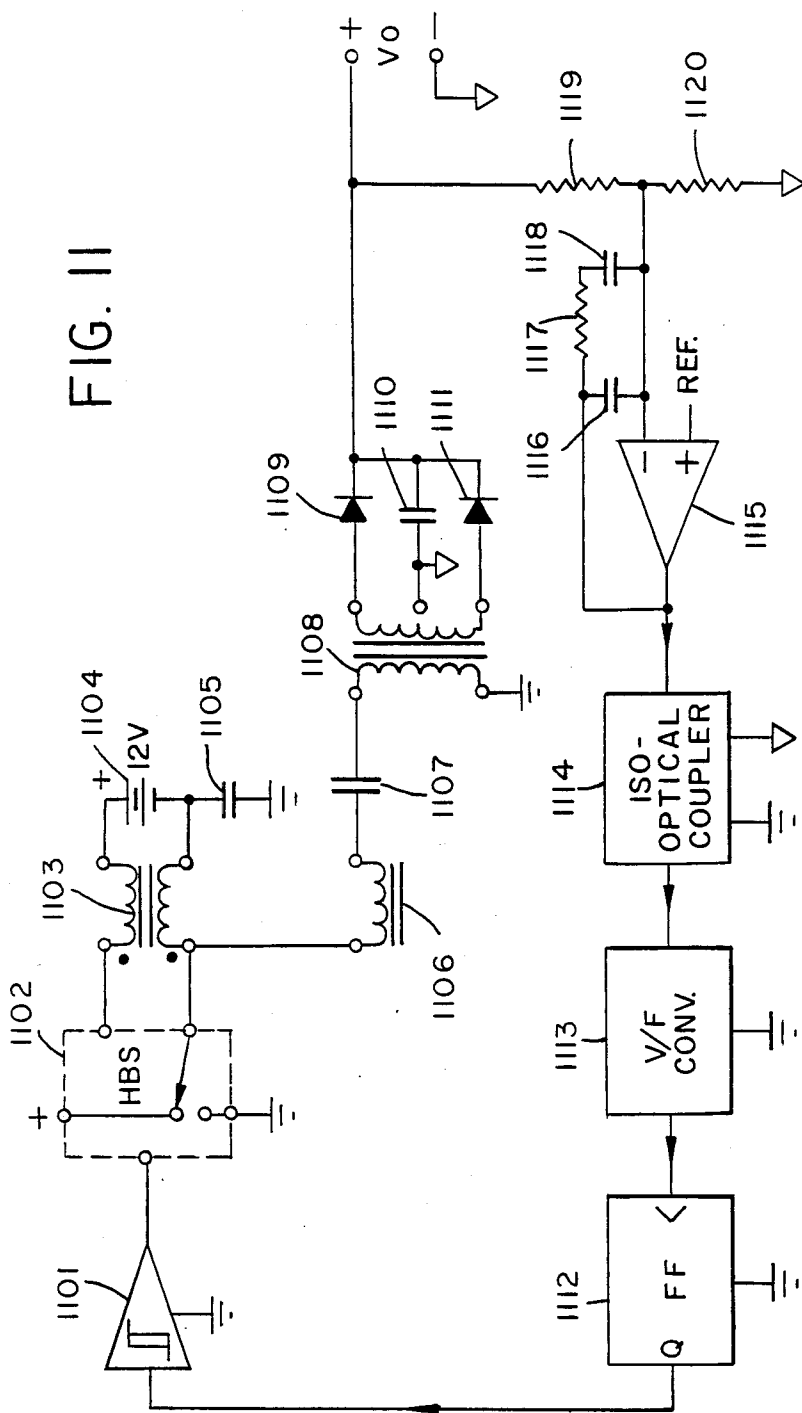 FIG. 11
1101
1102
HBS
+
1103
+
1104
12V
1105
1106
1107
1108
1109
1110
1111
+
Vo
−
1119
1120
1118
1117
1116
−
+
REF.
1115
1114
ISO-
OPTICAL
COUPLER
1113
V/F
CONV.
1112
Q FF <